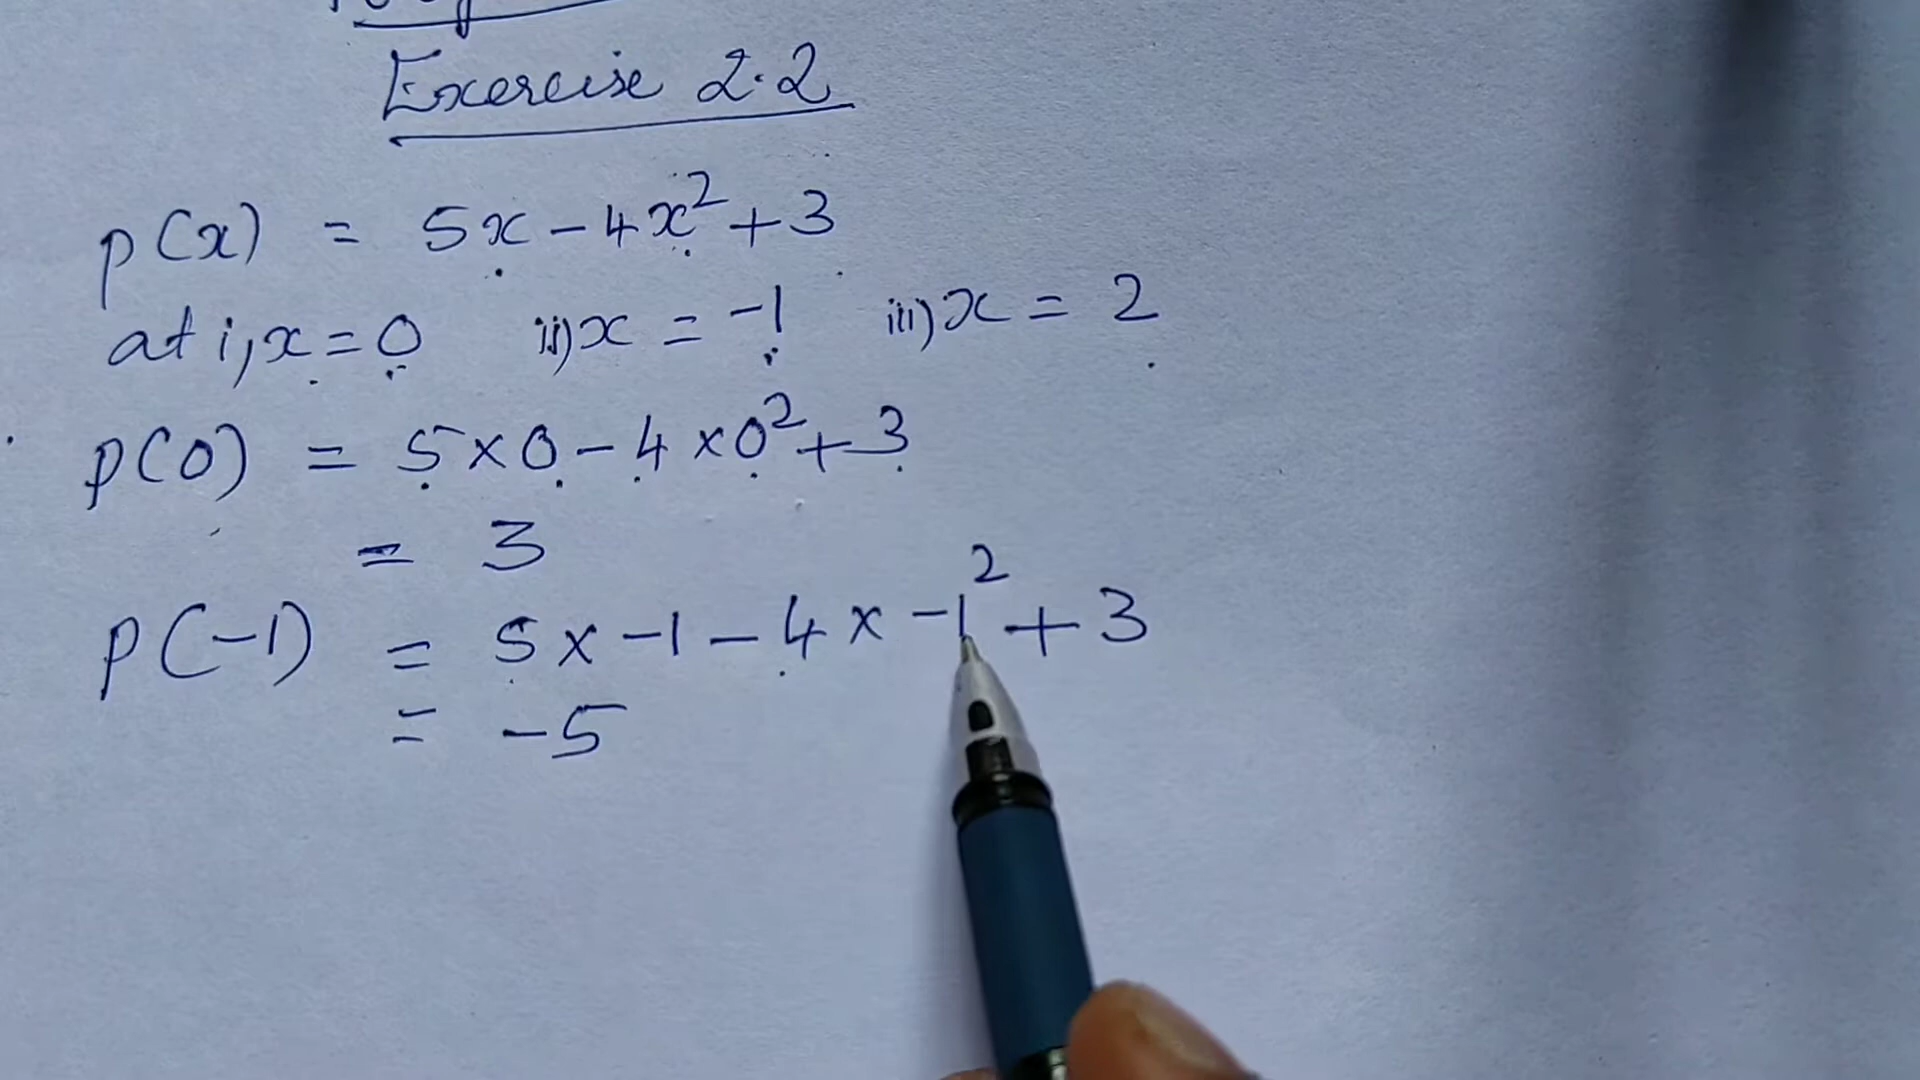 Exercise 2.2
p(x) = 5x - 4x² + 3
at i, x = 0 ii) x = -1 iii) x = 2
p(0) = 5 × 0 - 4 × 0² + 3
= 3
p(-1) = 5 × -1 - 4 × -1² + 3
= -5